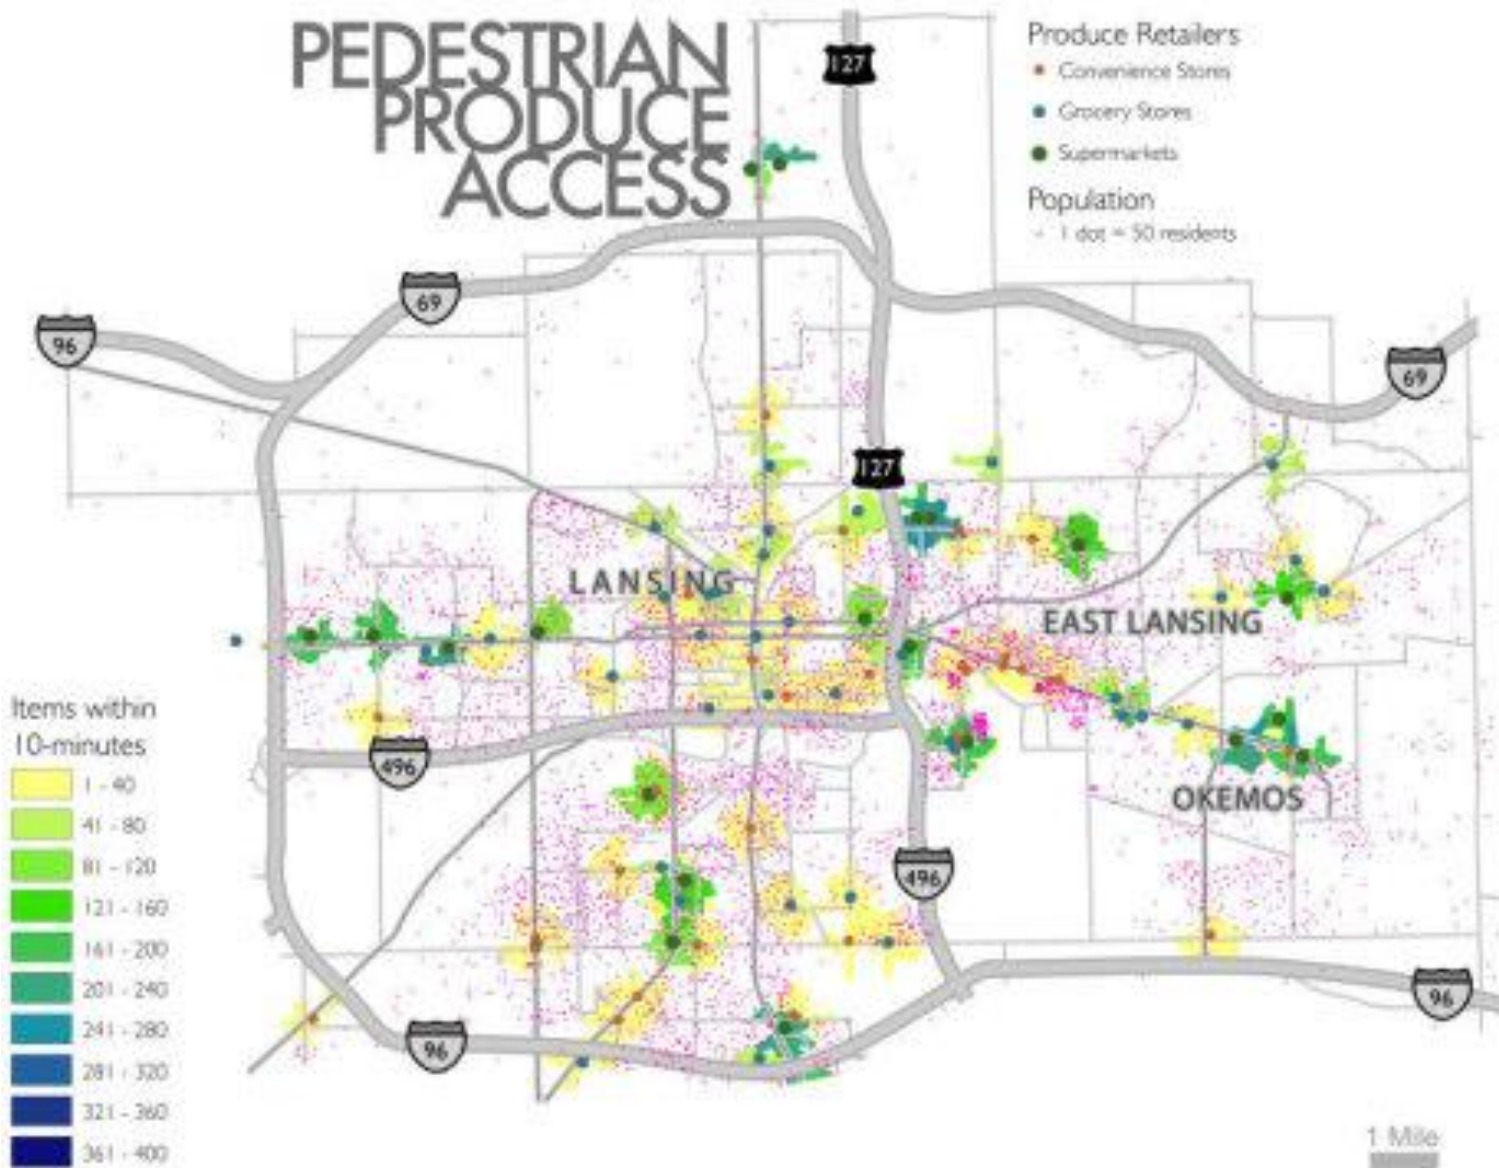 PEDESTRIAN
PRODUCE
ACCESS
Produce Retailers
Convenience Stores
Grocery Stores
Supermarkets
Population
1 dot = 50 residents
127
69
96
69
127
LANSING
EAST LANSING
496
OKEMOS
496
96
96
Items within
10-minutes
1 - 40
41 - 80
81 - 120
121 - 160
161 - 200
201 - 240
241 - 280
281 - 320
321 - 360
361 - 400
1 Mile